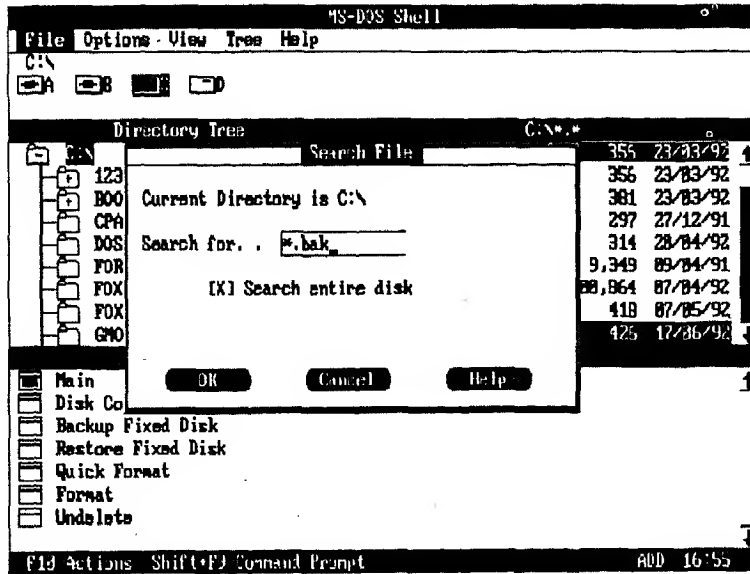 MS-DOS Shell
File Options View Tree Help
C:\
A B D
Directory Tree C:\*.*
Search File
Current Directory is C:\
Search for. . *.bak_
[X] Search entire disk
OK Cancel Help
C:\
123
BOO
CPA
DOS
FOR
FOX
FOX
GMO
355 23/03/92
356 23/03/92
381 23/03/92
297 27/12/91
314 28/04/92
9,349 09/04/91
07/04/92
07/05/92
17/06/92
Main
Disk Co
Backup Fixed Disk
Restore Fixed Disk
Quick Format
Format
Undelete
F10 Actions Shift+F9 Command Prompt ADD 16:55